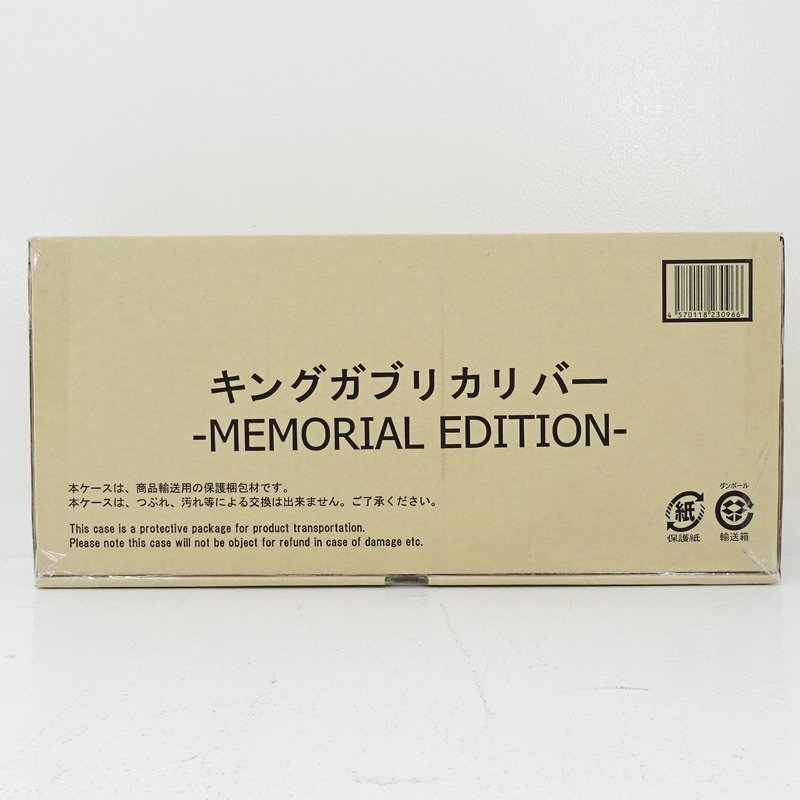 4 570118 230966
キングガブリカリバー
-MEMORIAL EDITION-
本ケースは、商品輸送用の保護梱包材です。
本ケースは、つぶれ、汚れ等による交換は出来ません。ご了承ください。
This case is a protective package for product transportation.
Please note this case will not be object for refund in case of damage etc.
紙
保護紙
ダンボール
輸送箱